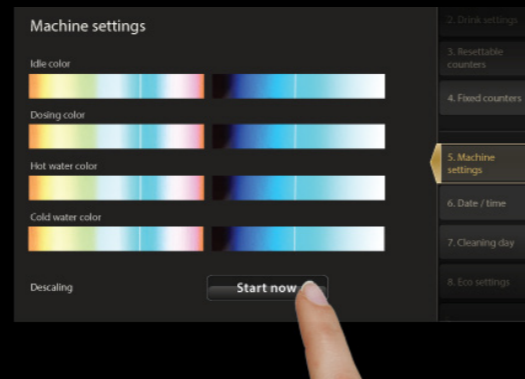 Machine settings
Idle color
Dosing color
Hot water color
Cold water color
Descaling
Start now
2. Drink settings
3. Resettable
counters
4. Fixed counters
5. Machine
settings
6. Date / time
7. Cleaning day
8. Eco settings